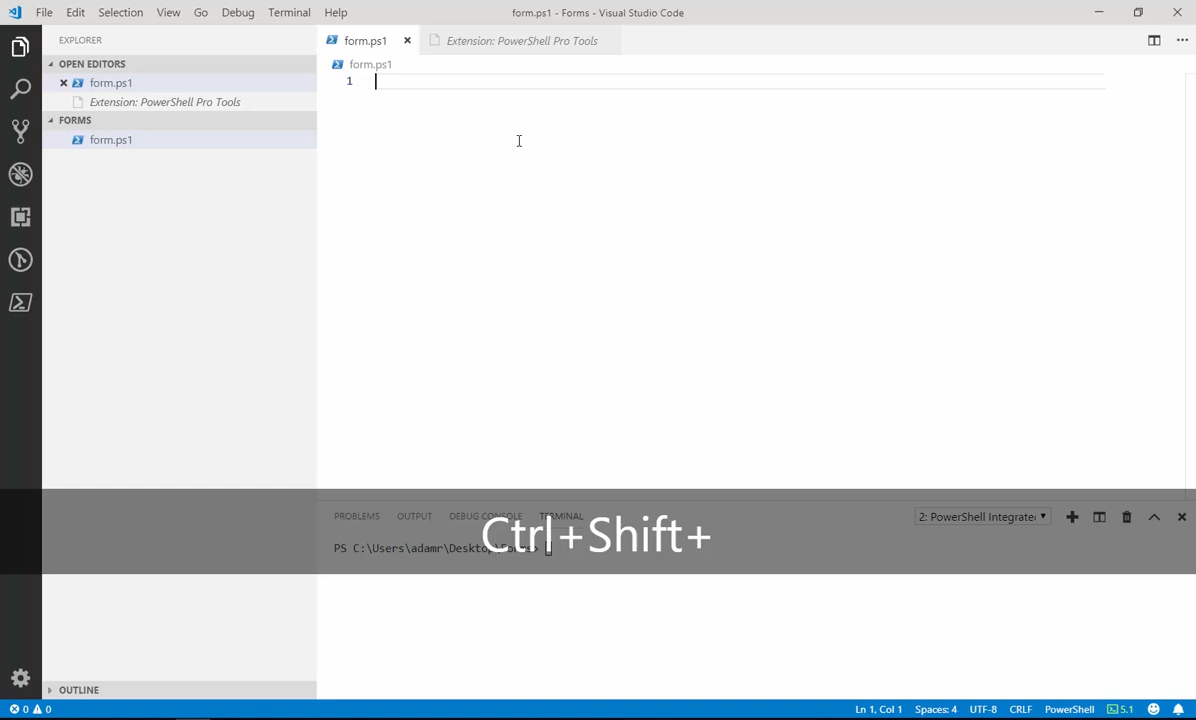 File Edit Selection View Go Debug Terminal Help
form.ps1 - Forms - Visual Studio Code
EXPLORER
OPEN EDITORS
form.ps1
Extension: PowerShell Pro Tools
FORMS
form.ps1
OUTLINE
form.ps1
Extension: PowerShell Pro Tools
form.ps1
1
PROBLEMS OUTPUT DEBUG CONSOLE TERMINAL
2: PowerShell Integrate
PS C:\Users\adamr\Desktop\Forms>
Ctrl+Shift+
0 0
Ln 1, Col 1 Spaces: 4 UTF-8 CRLF PowerShell 5.1